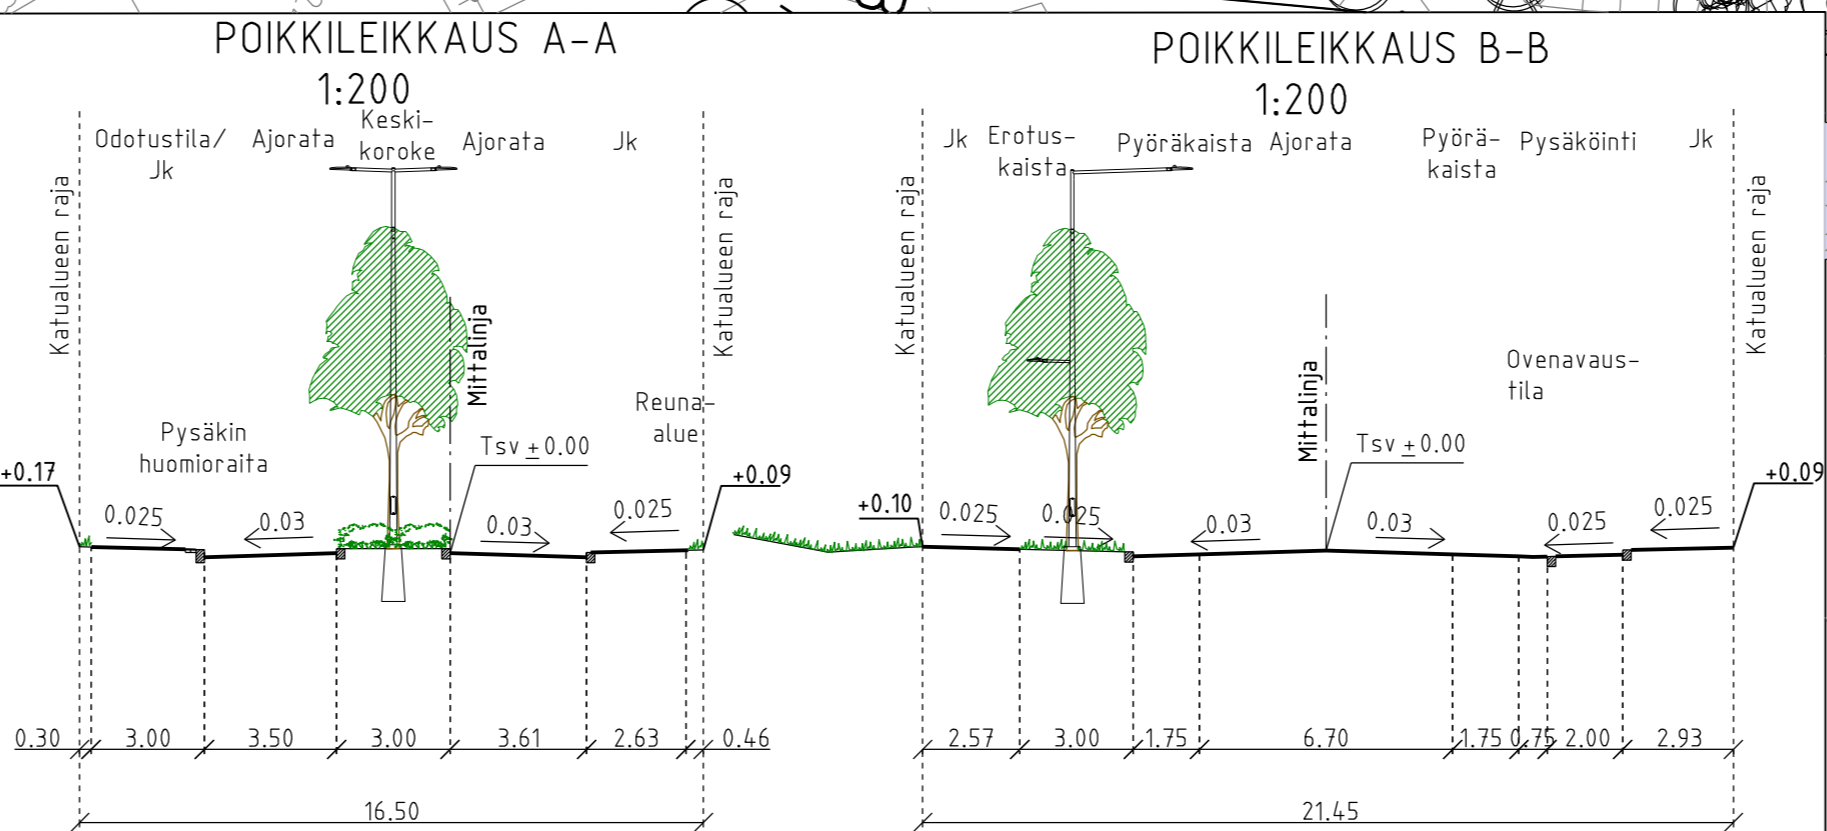 POIKKILEIKKAUS A-A
1:200
Odotustila/
Jk
Ajorata
Keski-
koroke
Ajorata
Jk
Katualueen raja
Katualueen raja
Mittalinja
Pysäkin
huomioraita
Reuna-
alue
Tsv ±0.00
+0.17
+0.09
0.025
0.03
0.03
0.025
0.30
3.00
3.50
3.00
3.61
2.63
0.46
16.50
POIKKILEIKKAUS B-B
1:200
Jk
Erotus-
kaista
Pyöräkaista
Ajorata
Pyörä-
kaista
Pysäköinti
Jk
Katualueen raja
Katualueen raja
Mittalinja
Ovenavaus-
tila
Tsv ±0.00
+0.10
+0.09
0.025
0.025
0.03
0.03
0.025
0.025
2.57
3.00
1.75
6.70
1.75
0.75
2.00
2.93
21.45